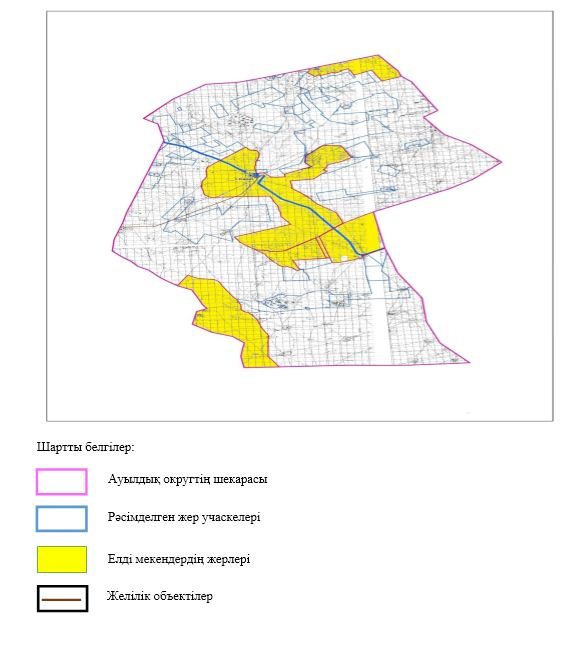 Шартты белгілер:
Ауылдық округтің шекарасы
Рәсімделген жер учаскелері
Елді мекендердің жерлері
Желілік объектілер